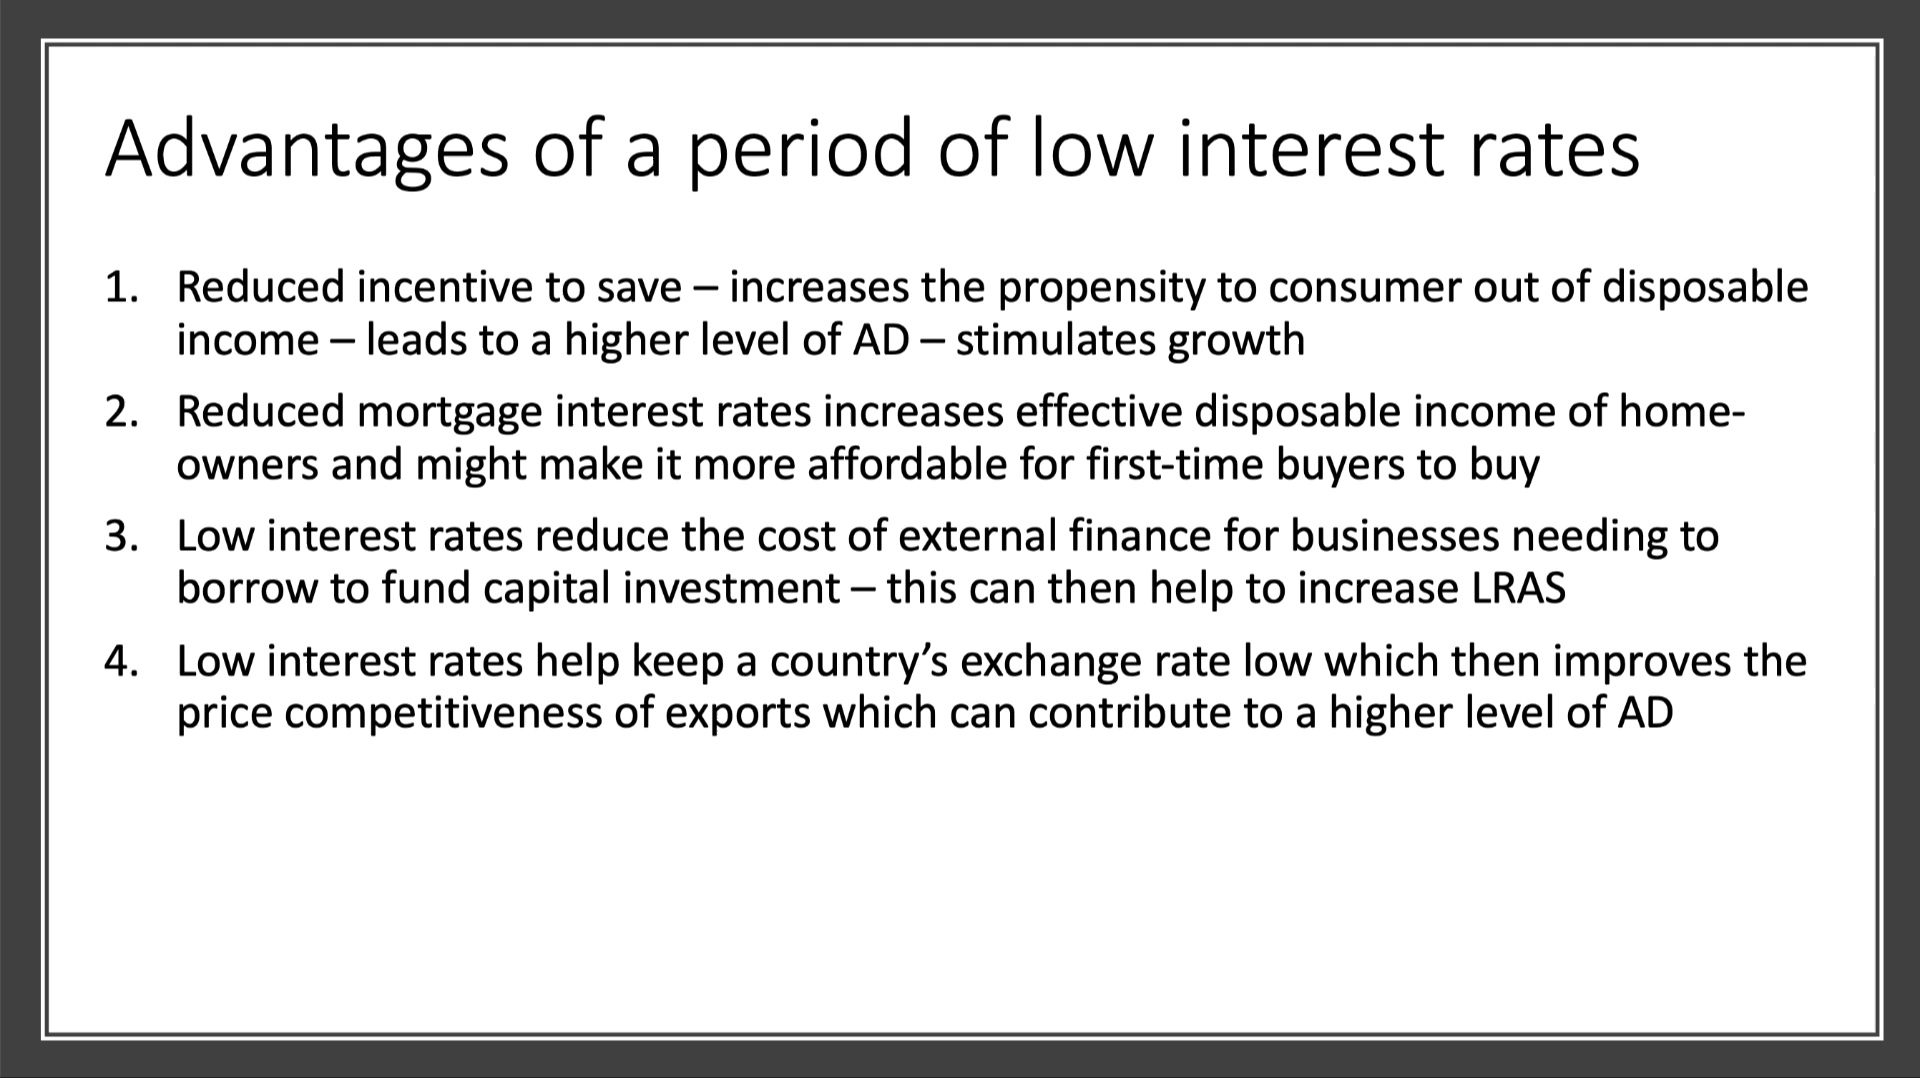 Advantages of a period of low interest rates
1. Reduced incentive to save – increases the propensity to consumer out of disposable
income – leads to a higher level of AD – stimulates growth
2. Reduced mortgage interest rates increases effective disposable income of home-
owners and might make it more affordable for first-time buyers to buy
3. Low interest rates reduce the cost of external finance for businesses needing to
borrow to fund capital investment – this can then help to increase LRAS
4. Low interest rates help keep a country’s exchange rate low which then improves the
price competitiveness of exports which can contribute to a higher level of AD